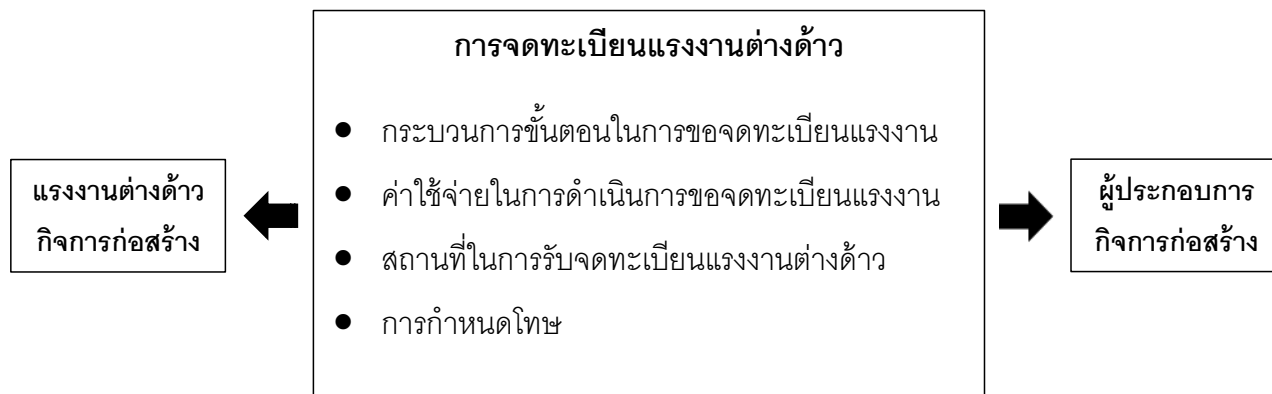 การจดทะเบียนแรงงานต่างด้าว
● กระบวนการขั้นตอนในการขอจดทะเบียนแรงงาน
● ค่าใช้จ่ายในการดำเนินการขอจดทะเบียนแรงงาน
● สถานที่ในการรับจดทะเบียนแรงงานต่างด้าว
● การกำหนดโทษ
แรงงานต่างด้าว
กิจการก่อสร้าง
ผู้ประกอบการ
กิจการก่อสร้าง